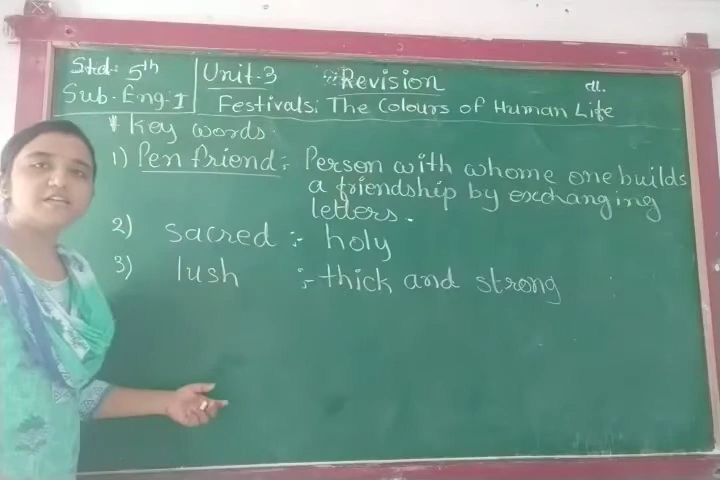 Std:- 5th
Sub.- Eng-I
Unit-3 Revision dt.
Festivals: The Colours of Human Life
* Key words.
1) Pen friend :- Person with whome one builds
a friendship by exchanging
letters.
2) sacred :- holy
3) lush :- thick and strong